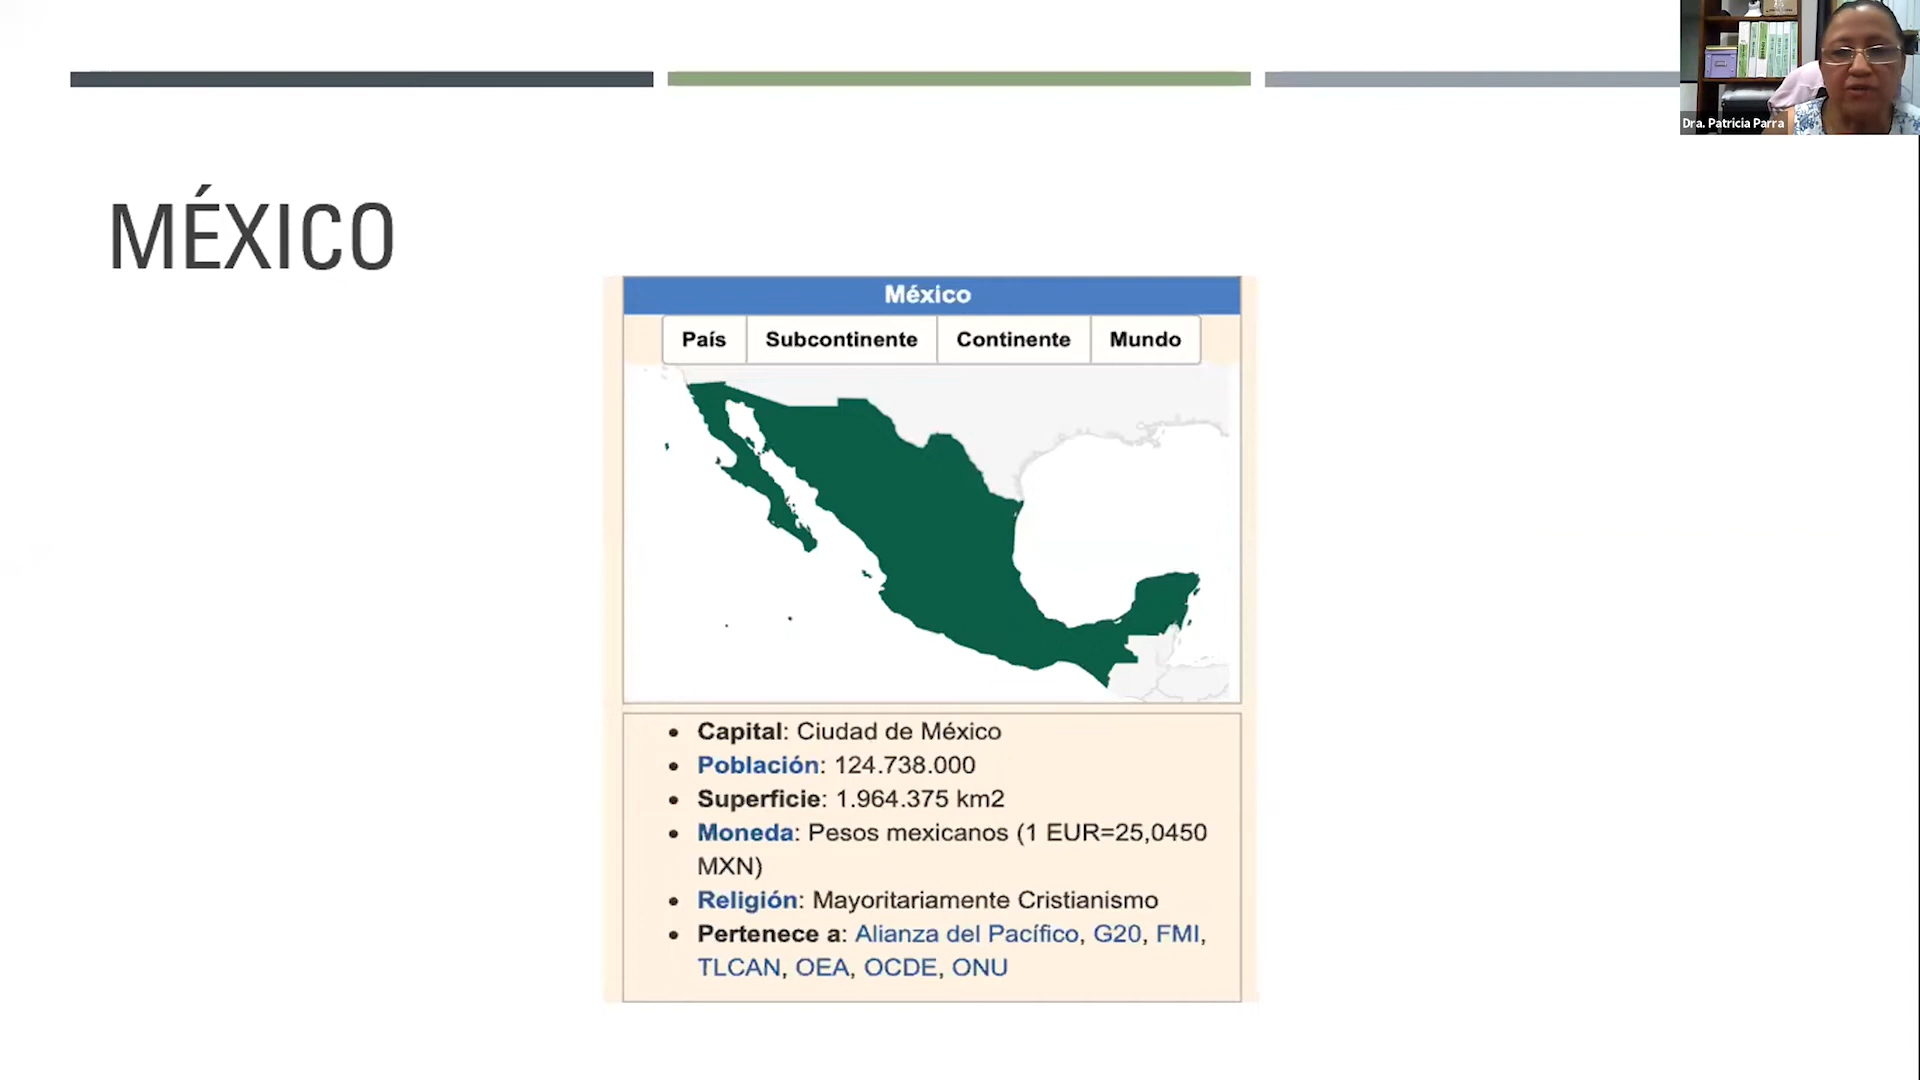 Dra. Patricia Parra
MÉXICO
México
País Subcontinente Continente Mundo
• Capital: Ciudad de México
• Población: 124.738.000
• Superficie: 1.964.375 km2
• Moneda: Pesos mexicanos (1 EUR=25,0450
MXN)
• Religión: Mayoritariamente Cristianismo
• Pertenece a: Alianza del Pacífico, G20, FMI,
TLCAN, OEA, OCDE, ONU